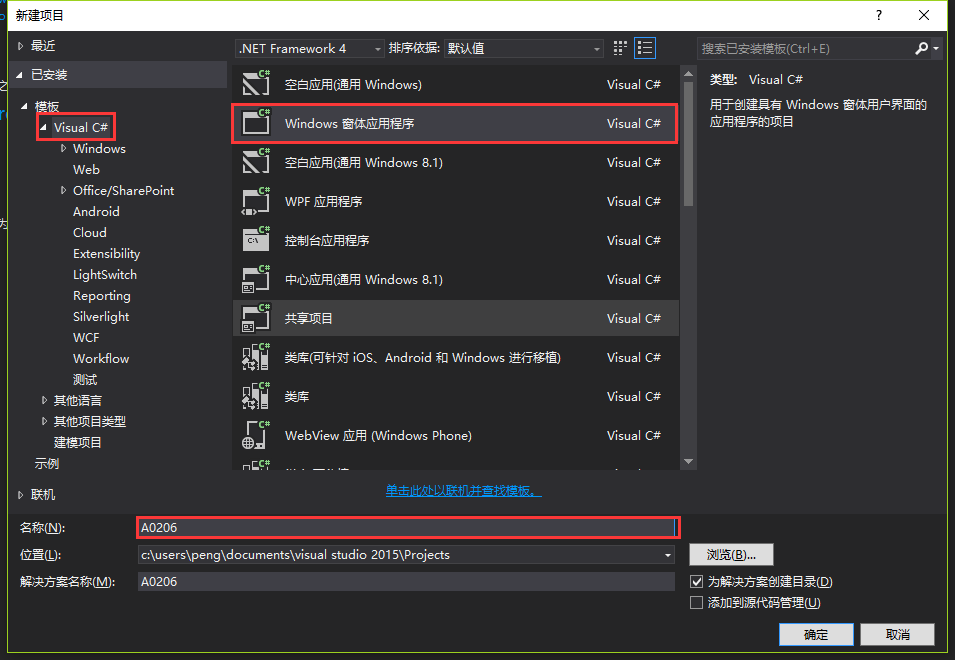 新建项目
?
最近
.NET Framework 4
排序依据:
默认值
搜索已安装模板(Ctrl+E)
已安装
模板
Visual C#
Windows
Web
Office/SharePoint
Android
Cloud
Extensibility
LightSwitch
Reporting
Silverlight
WCF
Workflow
测试
其他语言
其他项目类型
建模项目
示例
联机
空白应用(通用 Windows) Visual C#
Windows 窗体应用程序 Visual C#
空白应用(通用 Windows 8.1) Visual C#
WPF 应用程序 Visual C#
控制台应用程序 Visual C#
中心应用(通用 Windows 8.1) Visual C#
共享项目 Visual C#
类库(可针对 iOS、Android 和 Windows 进行移植) Visual C#
类库 Visual C#
WebView 应用 (Windows Phone) Visual C#
单击此处以联机并查找模板。
类型: Visual C#
用于创建具有 Windows 窗体用户界面的
应用程序的项目
名称(N): A0206
位置(L): c:\users\peng\documents\visual studio 2015\Projects
浏览(B)...
解决方案名称(M): A0206
为解决方案创建目录(D)
添加到源代码管理(U)
确定
取消